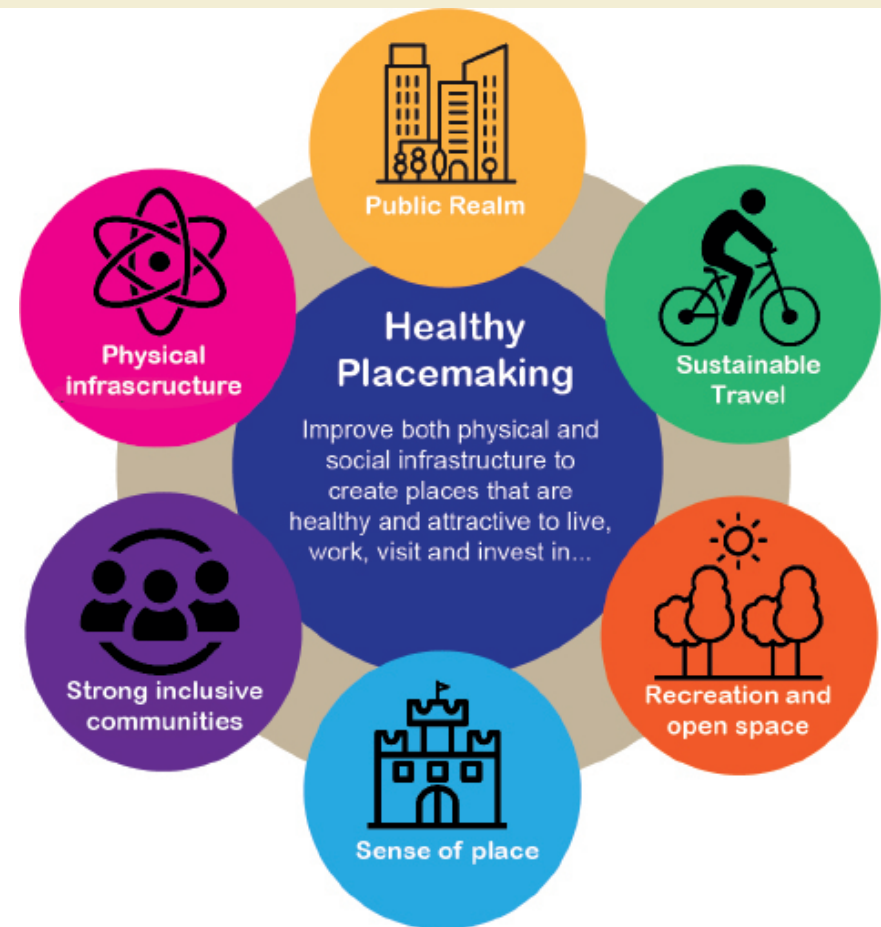 Public Realm
Physical
infrascructure
Sustainable
Travel
Healthy
Placemaking
Improve both physical and
social infrastructure to
create places that are
healthy and attractive to live,
work, visit and invest in...
Strong inclusive
communities
Recreation and
open space
Sense of place